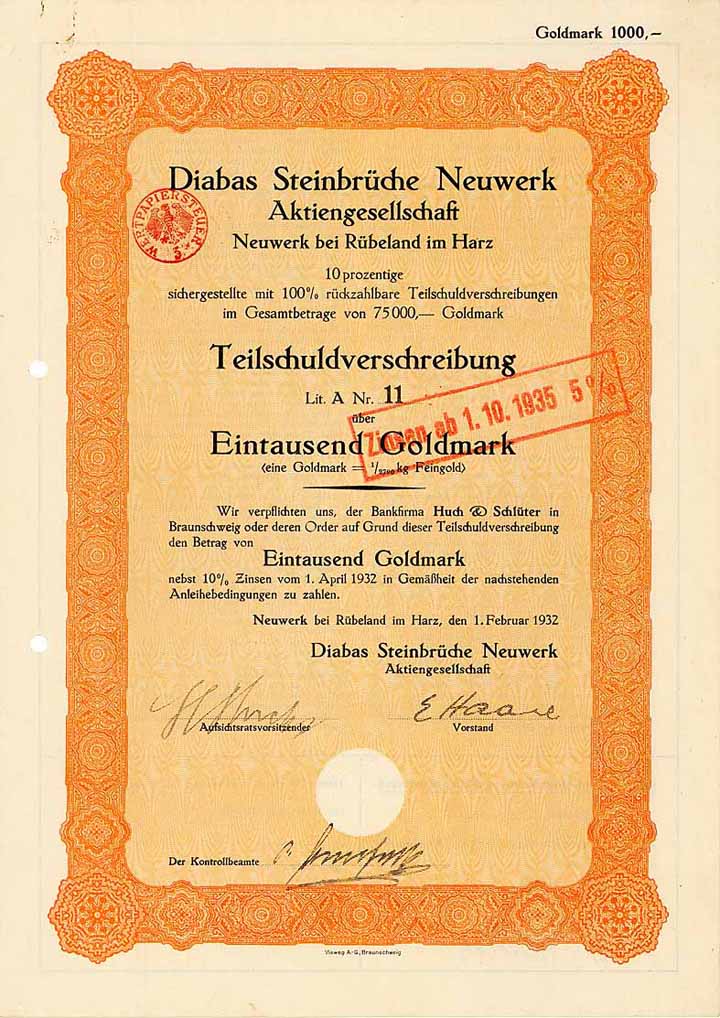 Goldmark 1000,—
Diabas Steinbrüche Neuwerk
Aktiengesellschaft
Neuwerk bei Rübeland im Harz
WERTPAPIERSTEUER
3.
10 prozentige
sichergestellte mit 100% rückzahlbare Teilschuldverschreibungen
im Gesamtbetrage von 75000,— Goldmark
Teilschuldverschreibung
Lit. A Nr. 11
über
Zinsen ab 1.10.1935 5%
Eintausend Goldmark
(eine Goldmark = 1/2790 kg Feingold)
Wir verpflichten uns, der Bankfirma Huch & Schlüter in
Braunschweig oder deren Order auf Grund dieser Teilschuldverschreibung
den Betrag von
Eintausend Goldmark
nebst 10% Zinsen vom 1. April 1932 in Gemäßheit der nachstehenden
Anleihebedingungen zu zahlen.
Neuwerk bei Rübeland im Harz, den 1. Februar 1932
Diabas Steinbrüche Neuwerk
Aktiengesellschaft
E Haare
Aufsichtsratsvorsitzender Vorstand
Der Kontrollbeamte
Vieweg A.-G., Braunschweig